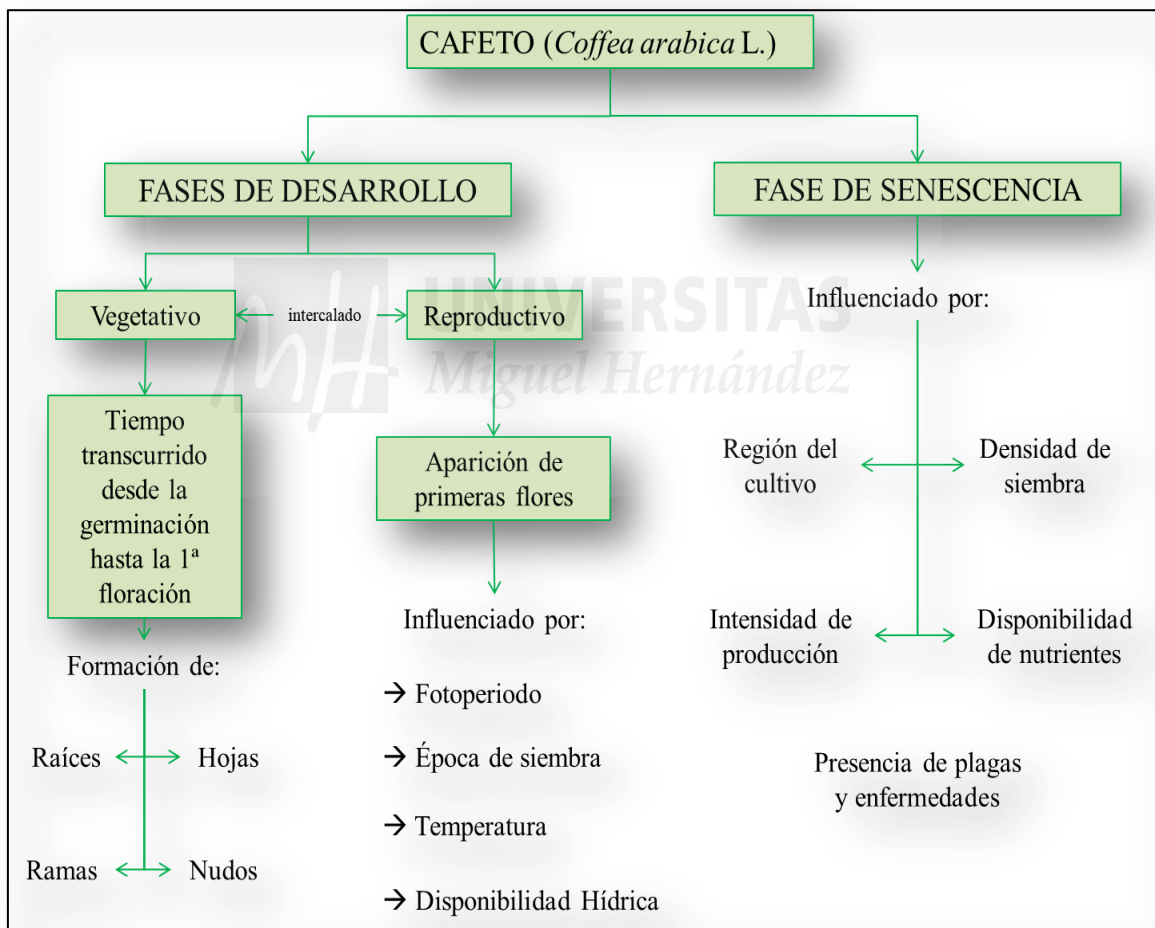 CAFETO (Coffea arabica L.)
FASES DE DESARROLLO
FASE DE SENESCENCIA
Vegetativo
intercalado
Reproductivo
Tiempo
transcurrido
desde la
germinación
hasta la 1ª
floración
Formación de:
Raíces
Hojas
Ramas
Nudos
Aparición de
primeras flores
Influenciado por:
→ Fotoperiodo
→ Época de siembra
→ Temperatura
→ Disponibilidad Hídrica
Influenciado por:
Región del
cultivo
Densidad de
siembra
Intensidad de
producción
Disponibilidad
de nutrientes
Presencia de plagas
y enfermedades
UNIVERSITAS
Miguel Hernández